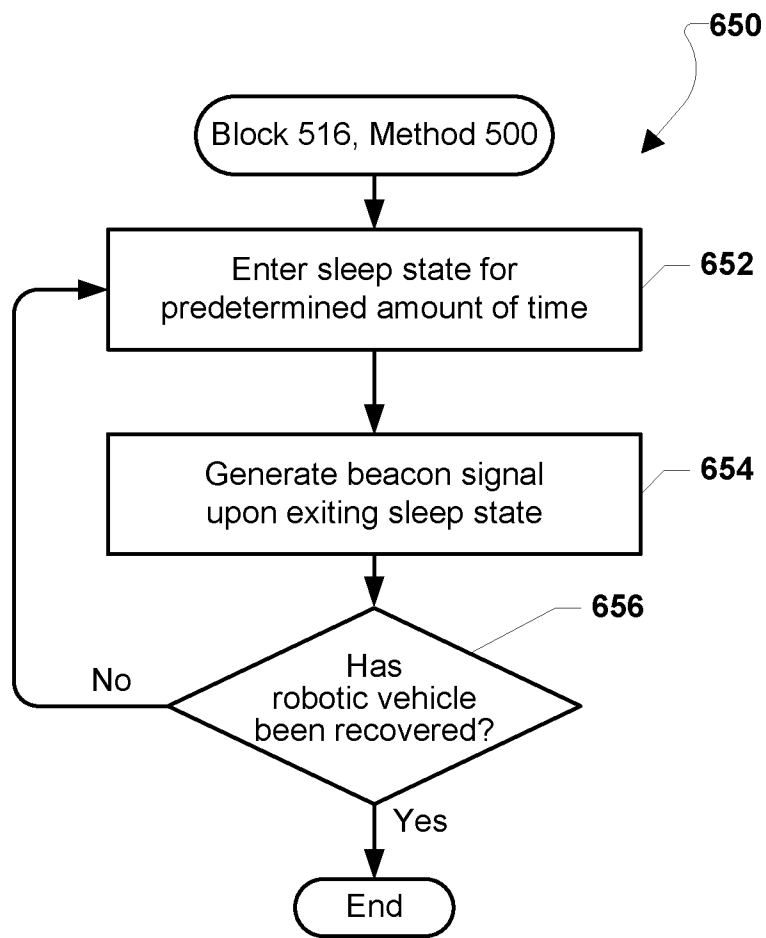 650
Block 516, Method 500
Enter sleep state for
predetermined amount of time
652
Generate beacon signal
upon exiting sleep state
654
656
Has
robotic vehicle
been recovered?
No
Yes
End